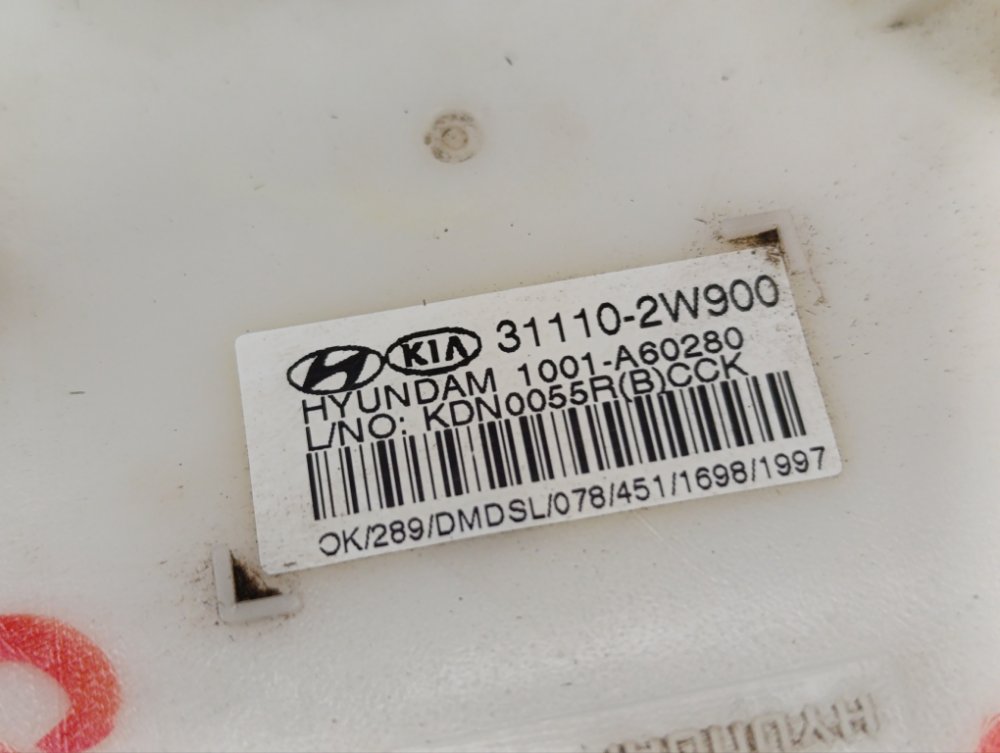 KIA 31110-2W900
HYUNDAM 1001-A60280
L/NO: KDN0055R(B)CCK
OK/289/DMDSL/078/451/1698/1997